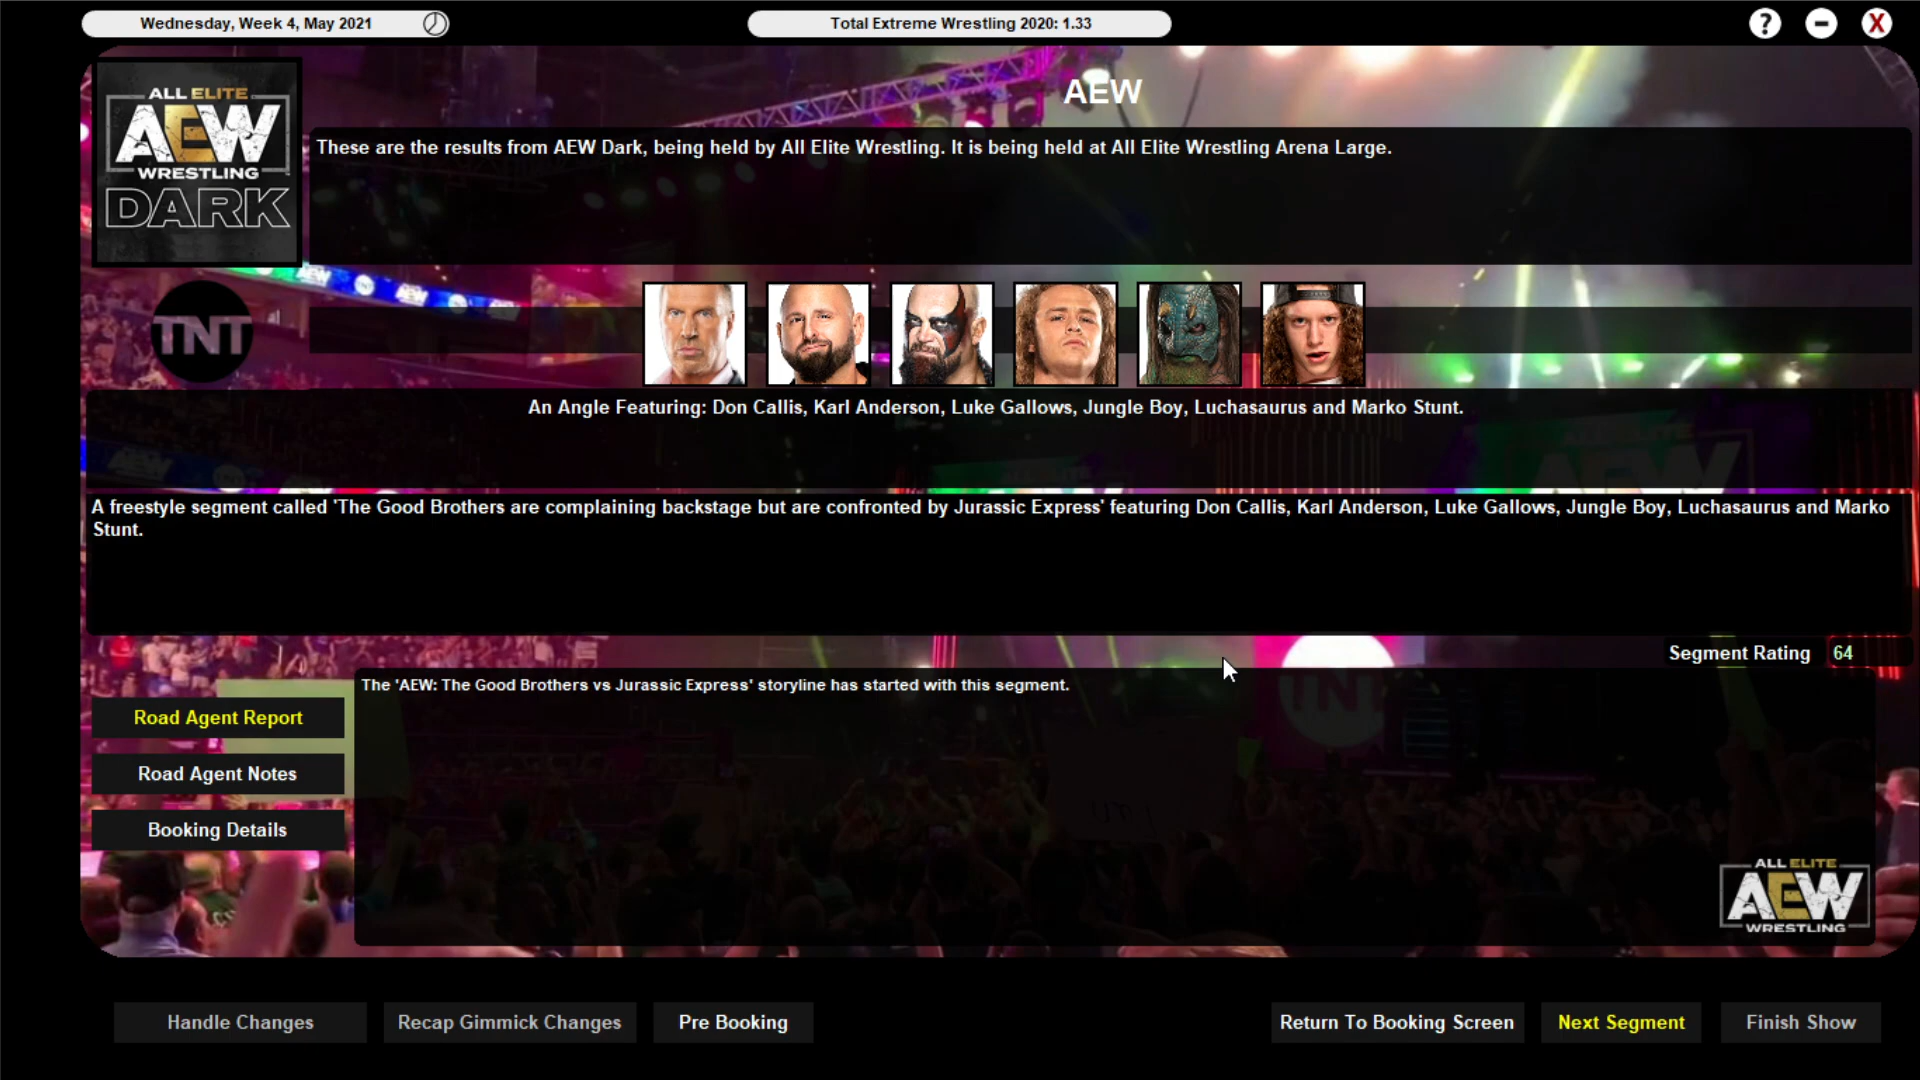 Wednesday, Week 4, May 2021
Total Extreme Wrestling 2020: 1.33
?
X
ALL ELITE
AEW
WRESTLING
DARK
AEW
These are the results from AEW Dark, being held by All Elite Wrestling. It is being held at All Elite Wrestling Arena Large.
TNT
An Angle Featuring: Don Callis, Karl Anderson, Luke Gallows, Jungle Boy, Luchasaurus and Marko Stunt.
A freestyle segment called 'The Good Brothers are complaining backstage but are confronted by Jurassic Express' featuring Don Callis, Karl Anderson, Luke Gallows, Jungle Boy, Luchasaurus and Marko
Stunt.
Segment Rating 64
The 'AEW: The Good Brothers vs Jurassic Express' storyline has started with this segment.
TNT
Road Agent Report
Road Agent Notes
Booking Details
ALL ELITE
AEW
WRESTLING
Handle Changes
Recap Gimmick Changes
Pre Booking
Return To Booking Screen
Next Segment
Finish Show